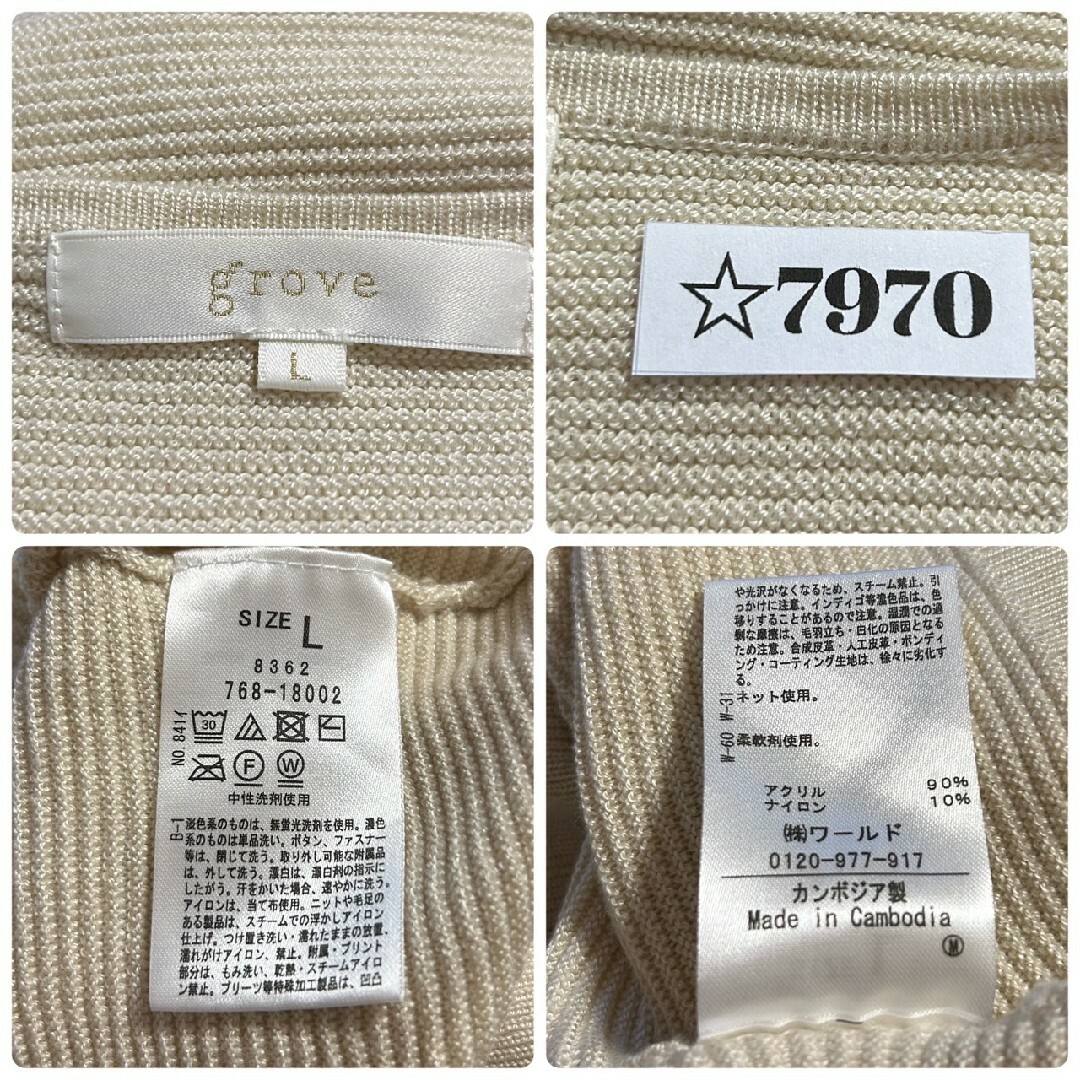 grove
L
☆7970
SIZE L
8362
768-18002
NO 841イ
30
F W
中性洗剤使用
B-1
淡色系のものは、無蛍光洗剤を使用。濃色
系のものは単品洗い。ボタン、ファスナー
等は、閉じて洗う。取り外し可能な附属品
は、外して洗う。漂白は、漂白剤の指示に
したがう。汗をかいた場合、速やかに洗う。
アイロンは、当て布使用。ニットや毛足の
ある製品は、スチームでの浮かしアイロン
仕上げ。つけ置き洗い・濡れたままの放置、
濡れがけアイロン、禁止。附属・プリント
部分は、もみ洗い、乾熱・スチームアイロ
ン禁止。プリーツ等特殊加工製品は、凹凸
や光沢がなくなるため、スチーム禁止。引
っかけに注意。インディゴ等濃色品は、色
移りすることがあるので注意。湿潤での過
剰な摩擦は、毛羽立ち・白化の原因となる
ため注意。合成皮革・人工皮革・ボンディ
ング・コーティング生地は、徐々に劣化す
る。
W-31
ネット使用。
W-09
柔軟剤使用。
アクリル 90%
ナイロン 10%
㈱ワールド
0120-977-917
カンボジア製
Made in Cambodia
Ⓜ